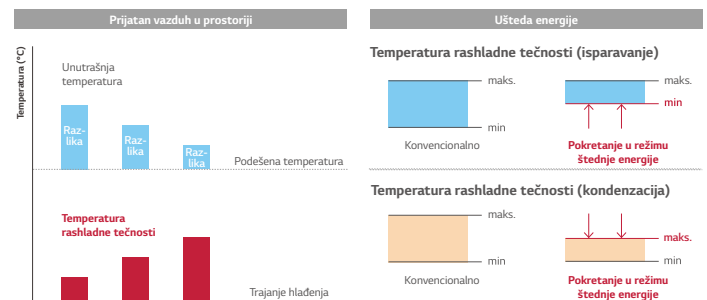 Prijatan vazduh u prostoriji
Temperatura (°C)
Unutrašnja
temperatura
Raz-
lika
Raz-
lika
Raz-
lika
Podešena temperatura
Temperatura
rashladne tečnosti
Trajanje hlađenja
Ušteda energije
Temperatura rashladne tečnosti (isparavanje)
maks.
min
Konvencionalno
maks.
min
Pokretanje u režimu
štednje energije
Temperatura rashladne tečnosti (kondenzacija)
maks.
min
Konvencionalno
maks.
min
Pokretanje u režimu
štednje energije